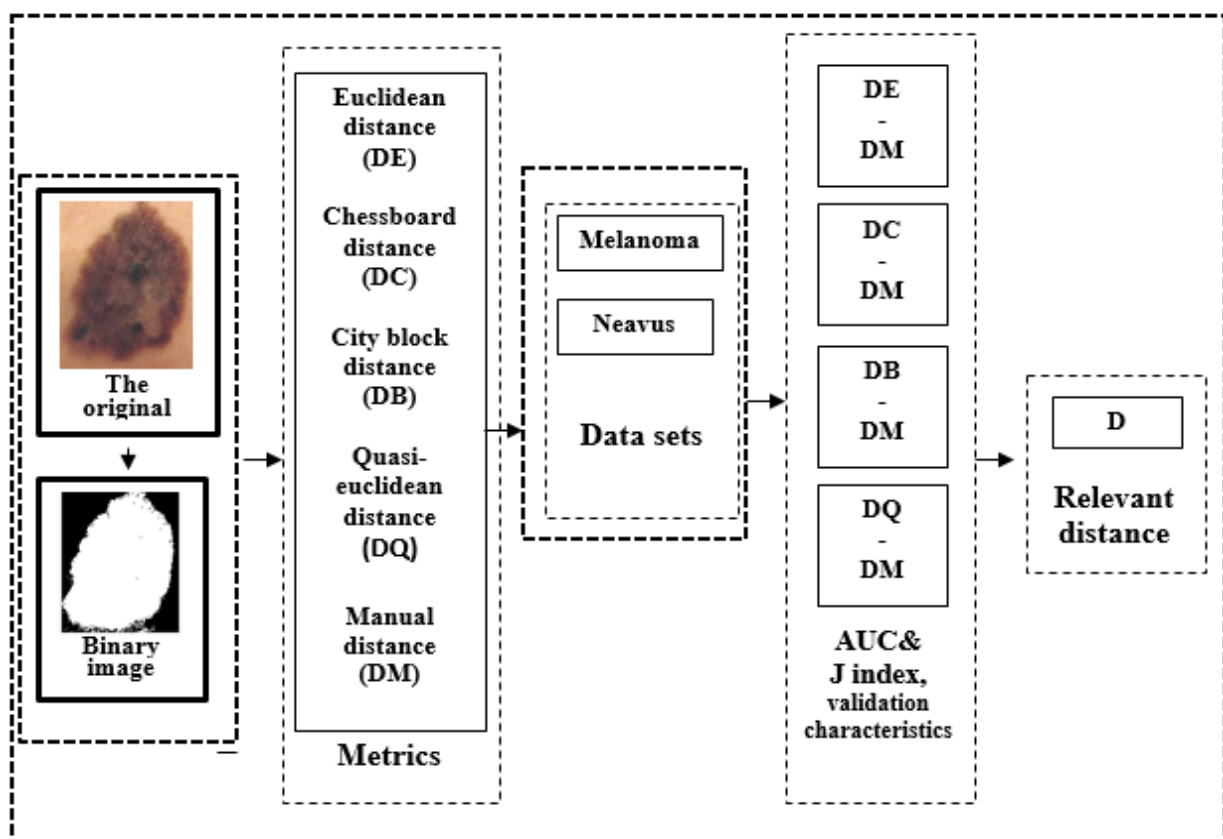 The
original
Binary
image
Euclidean
distance
(DE)
Chessboard
distance
(DC)
City block
distance
(DB)
Quasi-
euclidean
distance
(DQ)
Manual
distance
(DM)
Metrics
Melanoma
Neavus
Data sets
DE
-
DM
DC
-
DM
DB
-
DM
DQ
-
DM
AUC&
J index,
validation
characteristics
D
Relevant
distance